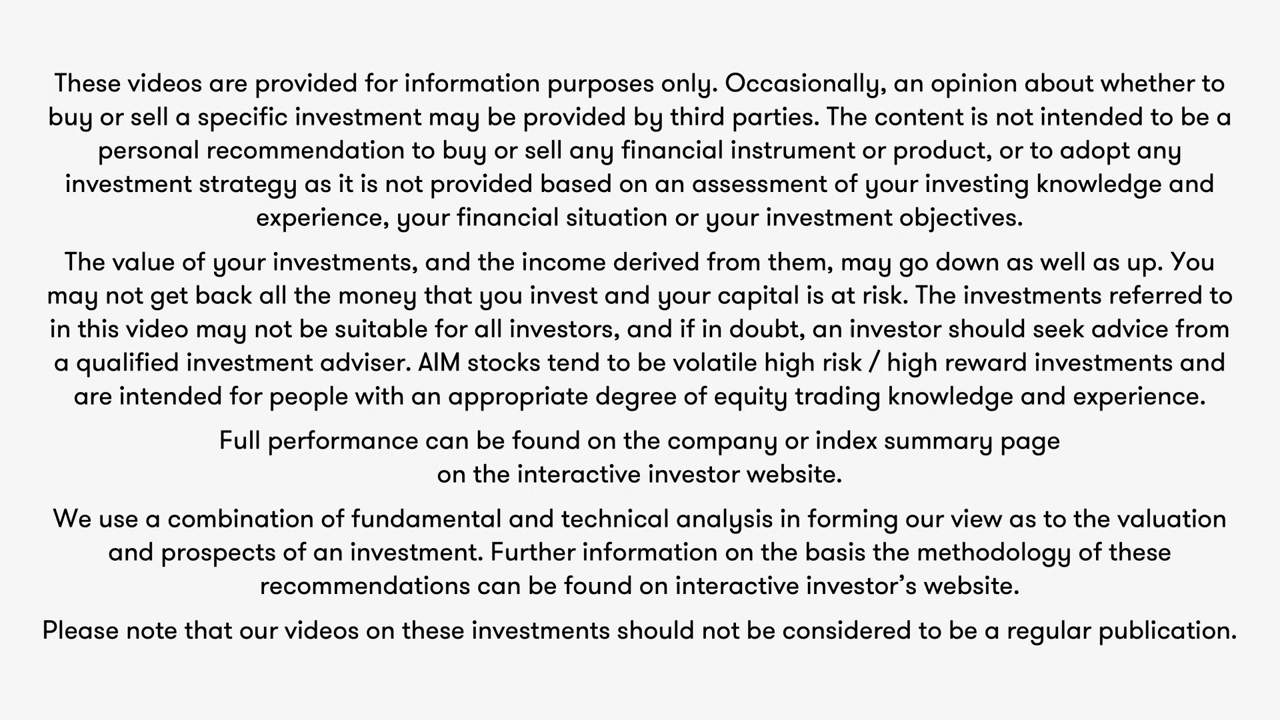 These videos are provided for information purposes only. Occasionally, an opinion about whether to
buy or sell a specific investment may be provided by third parties. The content is not intended to be a
personal recommendation to buy or sell any financial instrument or product, or to adopt any
investment strategy as it is not provided based on an assessment of your investing knowledge and
experience, your financial situation or your investment objectives.
The value of your investments, and the income derived from them, may go down as well as up. You
may not get back all the money that you invest and your capital is at risk. The investments referred to
in this video may not be suitable for all investors, and if in doubt, an investor should seek advice from
a qualified investment adviser. AIM stocks tend to be volatile high risk / high reward investments and
are intended for people with an appropriate degree of equity trading knowledge and experience.
Full performance can be found on the company or index summary page
on the interactive investor website.
We use a combination of fundamental and technical analysis in forming our view as to the valuation
and prospects of an investment. Further information on the basis the methodology of these
recommendations can be found on interactive investor’s website.
Please note that our videos on these investments should not be considered to be a regular publication.